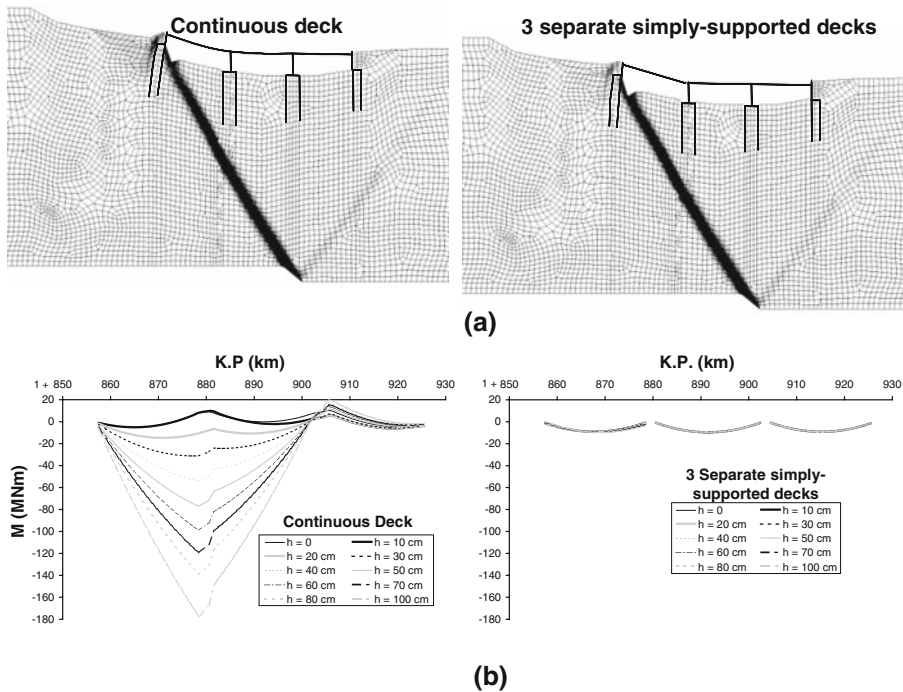 Continuous deck
3 separate simply-supported decks
(a)
K.P (km)
1 + 850 860 870 880 890 900 910 920 930
20
0
-20
-40
-60
-80
-100
-120
-140
-160
-180
M (MNm)
Continuous Deck
h = 0 h = 10 cm
h = 20 cm h = 30 cm
h = 40 cm h = 50 cm
h = 60 cm h = 70 cm
h = 80 cm h = 100 cm
K.P. (km)
1 + 850 860 870 880 890 900 910 920 930
20
0
-20
-40
-60
-80
-100
-120
-140
-160
-180
3 Separate simply-
supported decks
h = 0 h = 10 cm
h = 20 cm h = 30 cm
h = 40 cm h = 50 cm
h = 60 cm h = 70 cm
h = 80 cm h = 100 cm
(b)